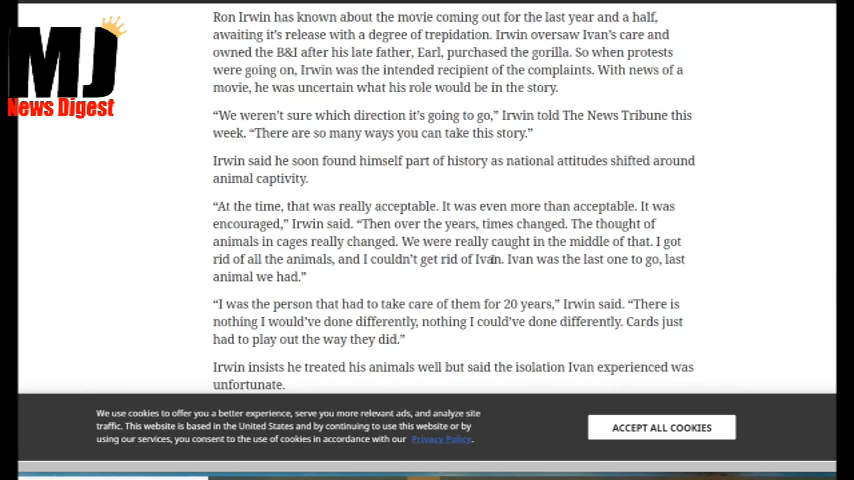 MJ
News Digest
Ron Irwin has known about the movie coming out for the last year and a half,
awaiting it’s release with a degree of trepidation. Irwin oversaw Ivan’s care and
owned the B&I after his late father, Earl, purchased the gorilla. So when protests
were going on, Irwin was the intended recipient of the complaints. With news of a
movie, he was uncertain what his role would be in the story.
“We weren’t sure which direction it’s going to go,” Irwin told The News Tribune this
week. “There are so many ways you can take this story.”
Irwin said he soon found himself part of history as national attitudes shifted around
animal captivity.
“At the time, that was really acceptable. It was even more than acceptable. It was
encouraged,” Irwin said. “Then over the years, times changed. The thought of
animals in cages really changed. We were really caught in the middle of that. I got
rid of all the animals, and I couldn’t get rid of Ivan. Ivan was the last one to go, last
animal we had.”
“I was the person that had to take care of them for 20 years,” Irwin said. “There is
nothing I would’ve done differently, nothing I could’ve done differently. Cards just
had to play out the way they did.”
Irwin insists he treated his animals well but said the isolation Ivan experienced was
unfortunate.
We use cookies to offer you a better experience, serve you more relevant ads, and analyze site
traffic. This website is based in the United States and by continuing to use this website or by
using our services, you consent to the use of cookies in accordance with our Privacy Policy.
ACCEPT ALL COOKIES